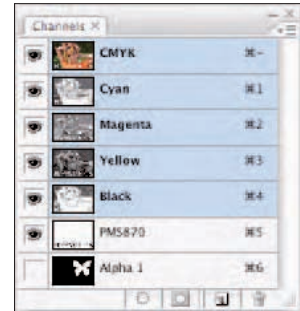 Channels ×
CMYK ⌘~
Cyan ⌘1
Magenta ⌘2
Yellow ⌘3
Black ⌘4
PMS870 ⌘5
Alpha 1 ⌘6